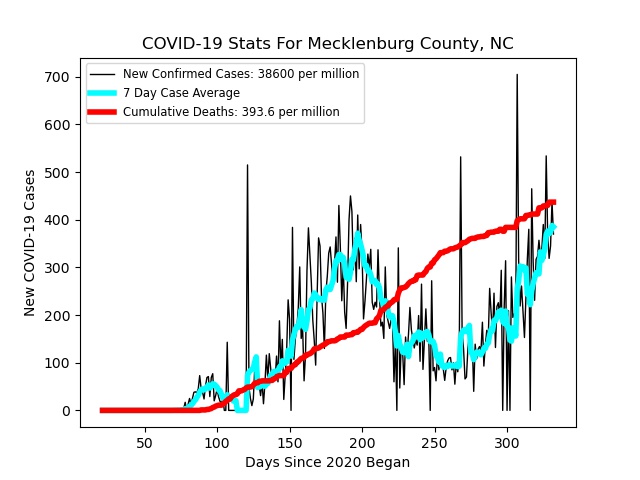 COVID-19 Stats For Mecklenburg County, NC
New Confirmed Cases: 38600 per million
7 Day Case Average
Cumulative Deaths: 393.6 per million
New COVID-19 Cases
700
600
500
400
300
200
100
0
50 100 150 200 250 300
Days Since 2020 Began